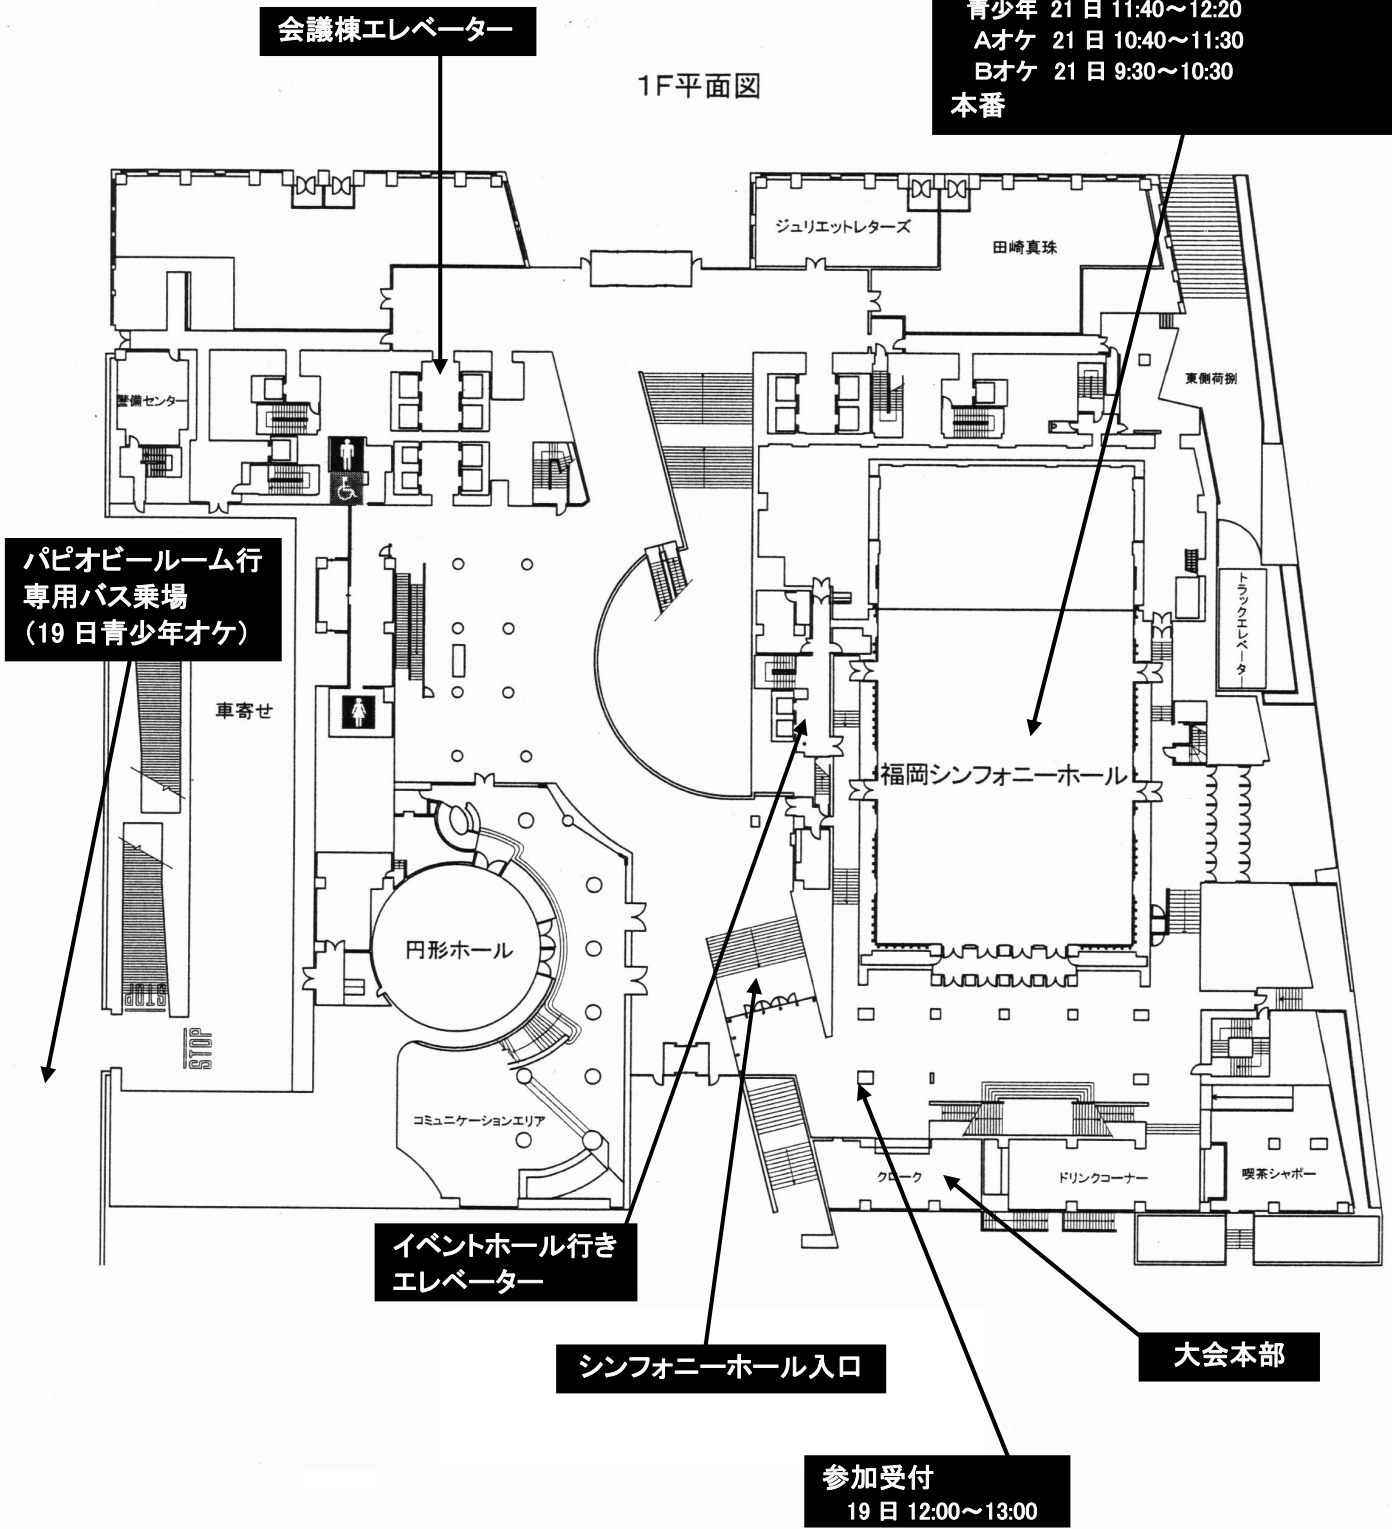 青少年 21 日 11:40～12:20
Aオケ 21 日 10:40～11:30
Bオケ 21 日 9:30～10:30
本番
会議棟エレベーター
1F平面図
ジュリエットレターズ
田崎真珠
東側荷捌
警備センター
パピオビールーム行
専用バス乗場
（19 日青少年オケ）
トラックエレベーター
車寄せ
福岡シンフォニーホール
円形ホール
STOP
STOP
コミュニケーションエリア
クローク
ドリンクコーナー
喫茶シャポー
イベントホール行き
エレベーター
シンフォニーホール入口
大会本部
参加受付
19 日 12:00～13:00